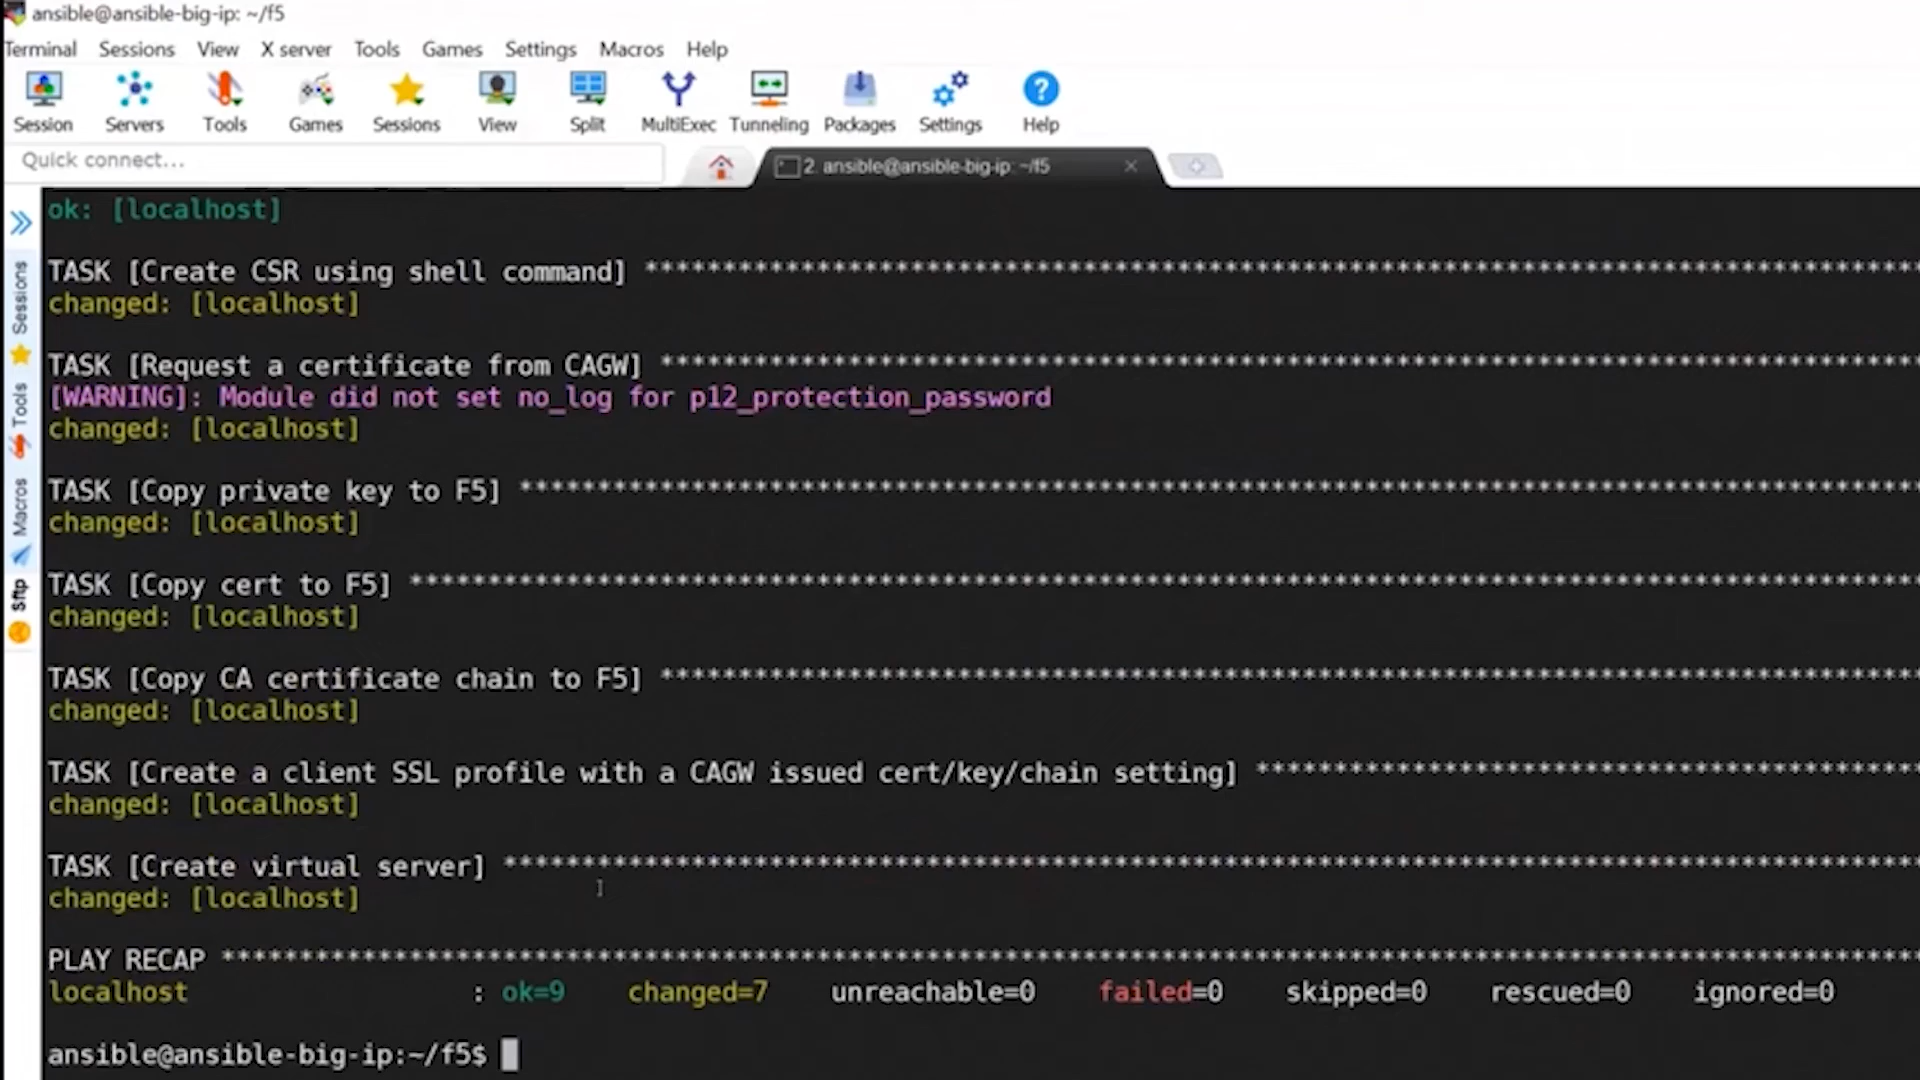 ansible@ansible-big-ip: ~/f5
Terminal Sessions View X server Tools Games Settings Macros Help
Session Servers Tools Games Sessions View Split MultiExec Tunneling Packages Settings Help
Quick connect...
2. ansible@ansible-big-ip: ~/f5
Sessions
Tools
Macros
Sftp
ok: [localhost]
TASK [Create CSR using shell command] ********************************************************************************
changed: [localhost]
TASK [Request a certificate from CAGW] *******************************************************************************
[WARNING]: Module did not set no_log for p12_protection_password
changed: [localhost]
TASK [Copy private key to F5] ****************************************************************************************
changed: [localhost]
TASK [Copy cert to F5] ***********************************************************************************************
changed: [localhost]
TASK [Copy CA certificate chain to F5] *******************************************************************************
changed: [localhost]
TASK [Create a client SSL profile with a CAGW issued cert/key/chain setting] *****************************************
changed: [localhost]
TASK [Create virtual server] *****************************************************************************************
changed: [localhost]
PLAY RECAP ***********************************************************************************************************
localhost : ok=9 changed=7 unreachable=0 failed=0 skipped=0 rescued=0 ignored=0
ansible@ansible-big-ip:~/f5$